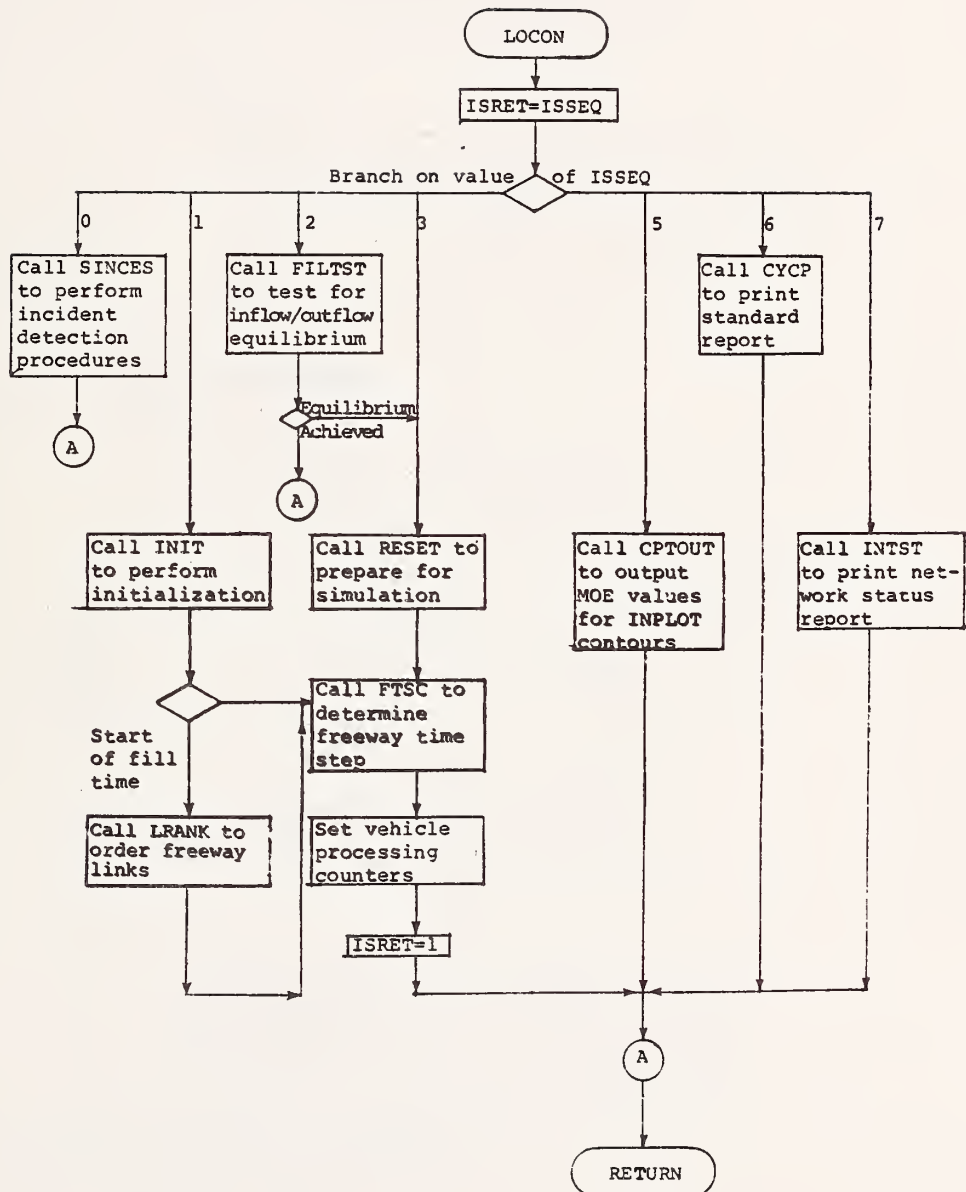 LOCON
ISRET=ISSEQ
Branch on value of ISSEQ
0
1
2
3
5
6
7
Call SINCES
to perform
incident
detection
procedures
A
Call FILTST
to test for
inflow/outflow
equilibrium
Equilibrium
Achieved
A
Call CYCP
to print
standard
report
Call INIT
to perform
initialization
Call RESET to
prepare for
simulation
Call CPTOUT
to output
MOE values
for INPLOT
contours
Call INTST
to print net-
work status
report
Start
of fill
time
Call FTSC to
determine
freeway time
step
Call LRANK to
order freeway
links
Set vehicle
processing
counters
ISRET=1
A
RETURN